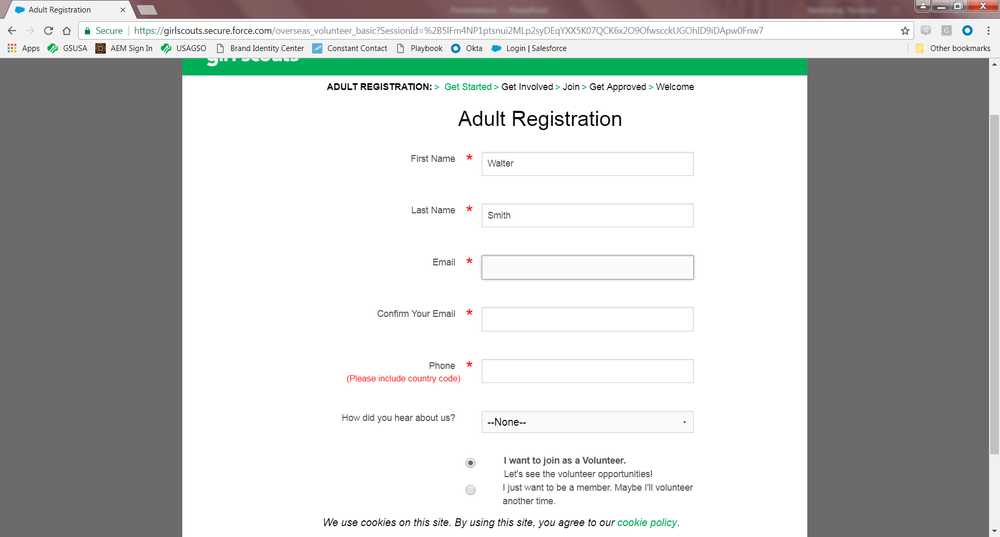 Adult Registration
Secure
https://girlscouts.secure.force.com/overseas_volunteer_basic?SessionId=%2B5lFm4NP1ptsnui2MLp2syDEqYXX5K07QCK6x2O9OfwscckUGOhID9iDApw0Fnw7
Apps GSUSA AEM Sign In USAGSO Brand Identity Center Constant Contact Playbook Okta Login | Salesforce Other bookmarks
girl scouts
ADULT REGISTRATION: > Get Started > Get Involved > Join > Get Approved > Welcome
Adult Registration
First Name * Walter
Last Name * Smith
Email *
Confirm Your Email *
Phone *
(Please include country code)
How did you hear about us? --None--
I want to join as a Volunteer.
Let's see the volunteer opportunities!
I just want to be a member. Maybe I'll volunteer
another time.
We use cookies on this site. By using this site, you agree to our cookie policy.